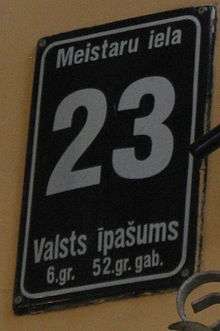 Meistaru iela
23
Valsts īpašums
6.gr. 52.gr. gab.